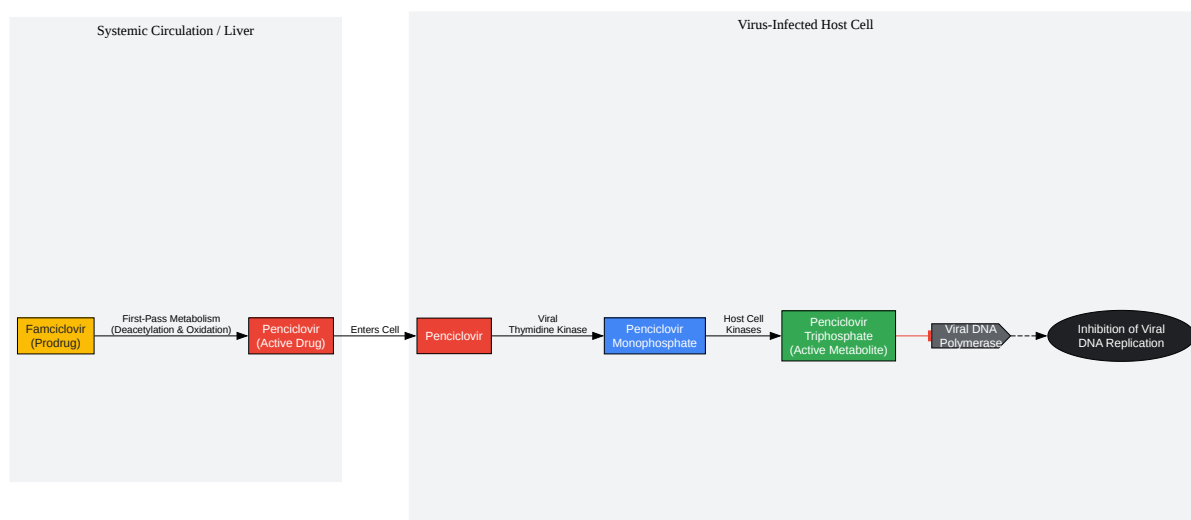 Systemic Circulation / Liver
Virus-Infected Host Cell
Famciclovir
(Prodrug)
First-Pass Metabolism
(Deacetylation & Oxidation)
Penciclovir
(Active Drug)
Enters Cell
Penciclovir
Viral
Thymidine Kinase
Penciclovir
Monophosphate
Host Cell
Kinases
Penciclovir
Triphosphate
(Active Metabolite)
Viral DNA
Polymerase
Inhibition of Viral
DNA Replication